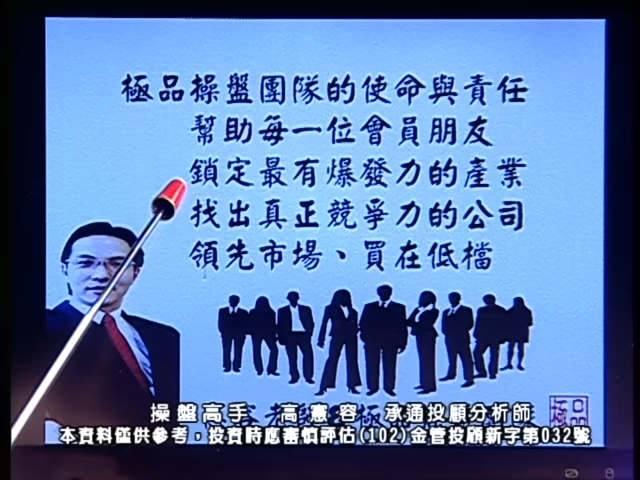 極品操盤團隊的使命與責任
幫助每一位會員朋友
鎖定最有爆發力的產業
找出真正競爭力的公司
領先市場、買在低檔
極品
操盤高手 高憲容 承通投顧分析師
本資料僅供參考，投資時應審慎評估(102)金管投顧新字第032號